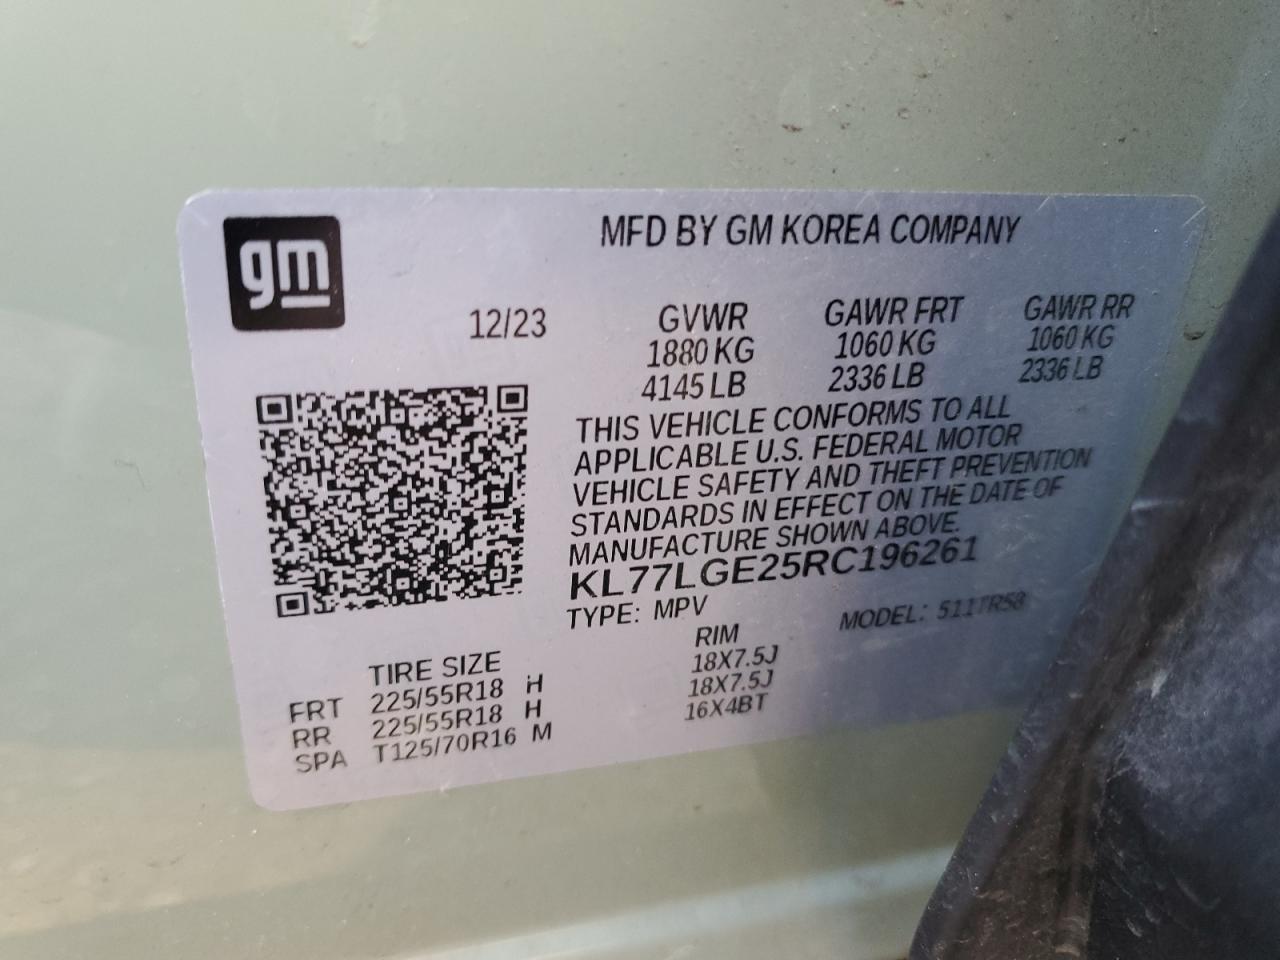 gm
MFD BY GM KOREA COMPANY
12/23
GVWR GAWR FRT GAWR RR
1880 KG 1060 KG 1060 KG
4145 LB 2336 LB 2336 LB
THIS VEHICLE CONFORMS TO ALL
APPLICABLE U.S. FEDERAL MOTOR
VEHICLE SAFETY AND THEFT PREVENTION
STANDARDS IN EFFECT ON THE DATE OF
MANUFACTURE SHOWN ABOVE.
KL77LGE25RC196261
TYPE: MPV MODEL:
TIRE SIZE RIM
FRT 225/55R18 H 18X7.5J
RR 225/55R18 H 18X7.5J
SPA T125/70R16 M 16X4BT